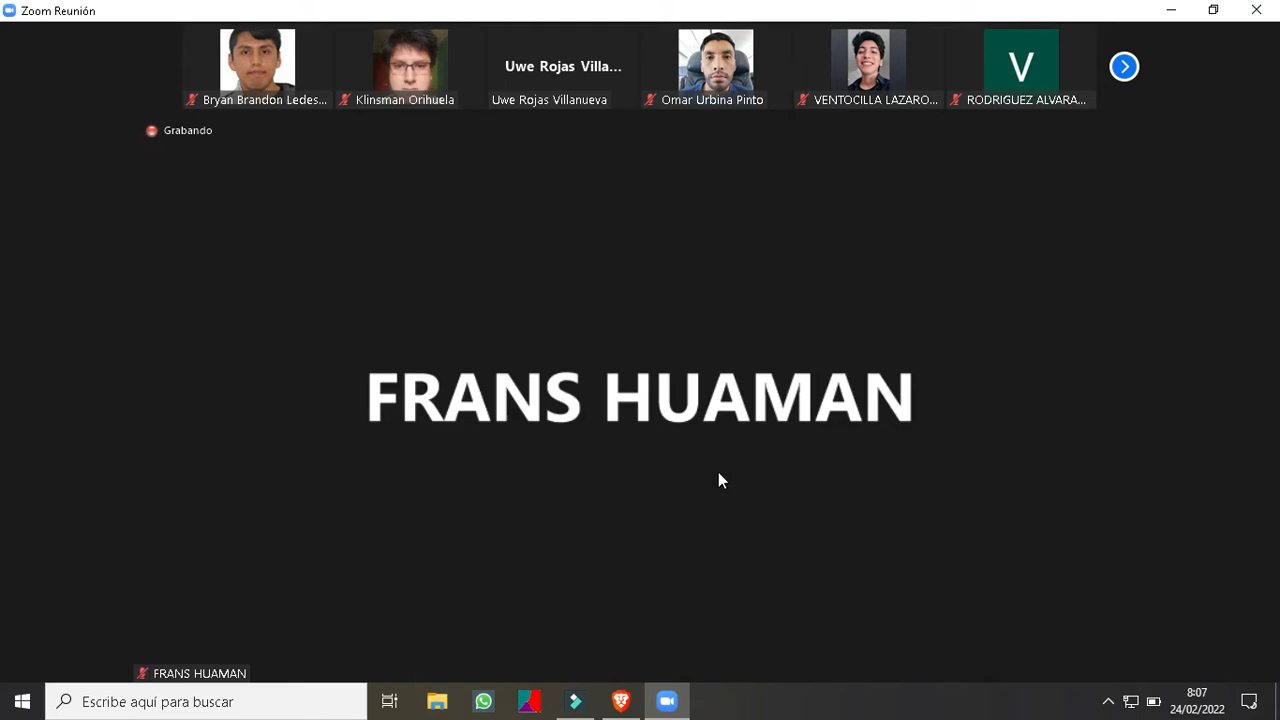 Zoom Reunión
Uwe Rojas Villa...
V
Bryan Brandon Ledes...
Klinsman Orihuela
Uwe Rojas Villanueva
Omar Urbina Pinto
VENTOCILLA LAZARO...
RODRIGUEZ ALVARA...
Grabando
FRANS HUAMAN
FRANS HUAMAN
Escribe aquí para buscar
8:07
24/02/2022